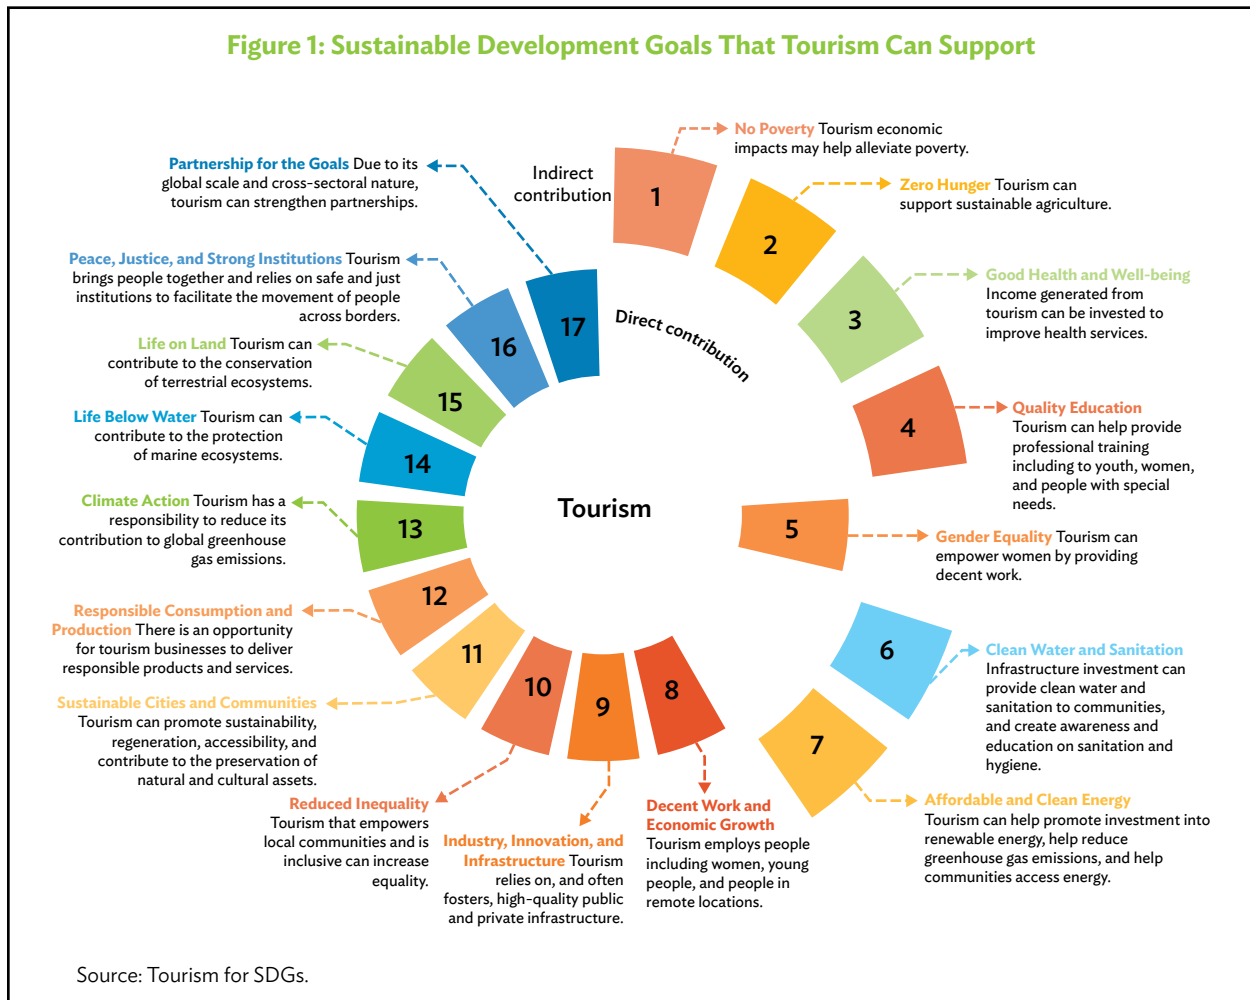 Figure 1: Sustainable Development Goals That Tourism Can Support
Indirect
contribution
Direct contribution
Tourism
1
No Poverty Tourism economic
impacts may help alleviate poverty.
2
Zero Hunger Tourism can
support sustainable agriculture.
3
Good Health and Well-being
Income generated from
tourism can be invested to
improve health services.
4
Quality Education
Tourism can help provide
professional training
including to youth, women,
and people with special
needs.
5
Gender Equality Tourism can
empower women by providing
decent work.
6
Clean Water and Sanitation
Infrastructure investment can
provide clean water and
sanitation to communities,
and create awareness and
education on sanitation and
hygiene.
7
Affordable and Clean Energy
Tourism can help promote investment into
renewable energy, help reduce
greenhouse gas emissions, and help
communities access energy.
8
Decent Work and
Economic Growth
Tourism employs people
including women, young
people, and people in
remote locations.
9
Industry, Innovation, and
Infrastructure Tourism
relies on, and often
fosters, high-quality public
and private infrastructure.
10
Reduced Inequality
Tourism that empowers
local communities and is
inclusive can increase
equality.
11
Sustainable Cities and Communities
Tourism can promote sustainability,
regeneration, accessibility, and
contribute to the preservation of
natural and cultural assets.
12
Responsible Consumption and
Production There is an opportunity
for tourism businesses to deliver
responsible products and services.
13
Climate Action Tourism has a
responsibility to reduce its
contribution to global greenhouse
gas emissions.
14
Life Below Water Tourism can
contribute to the protection
of marine ecosystems.
15
Life on Land Tourism can
contribute to the conservation
of terrestrial ecosystems.
16
Peace, Justice, and Strong Institutions Tourism
brings people together and relies on safe and just
institutions to facilitate the movement of people
across borders.
17
Partnership for the Goals Due to its
global scale and cross-sectoral nature,
tourism can strengthen partnerships.
Source: Tourism for SDGs.